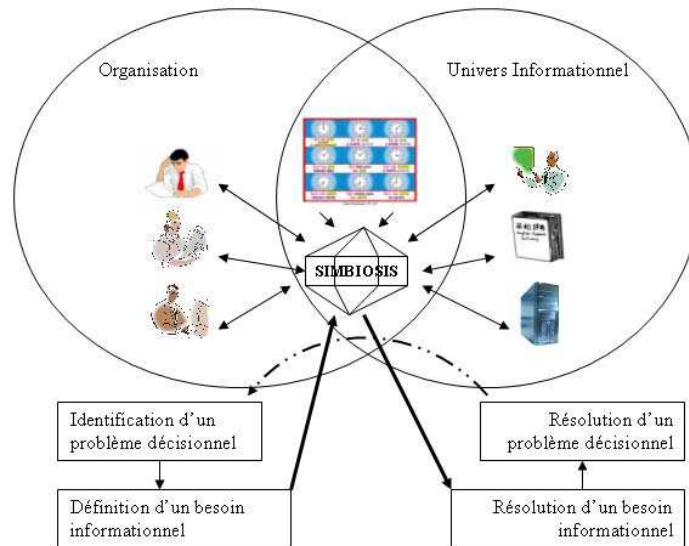 Organisation
Univers Informationnel
SIMBIOSIS
Identification d'un
problème décisionnel
Résolution d'un
problème décisionnel
Définition d'un besoin
informationnel
Résolution d'un besoin
informationnel